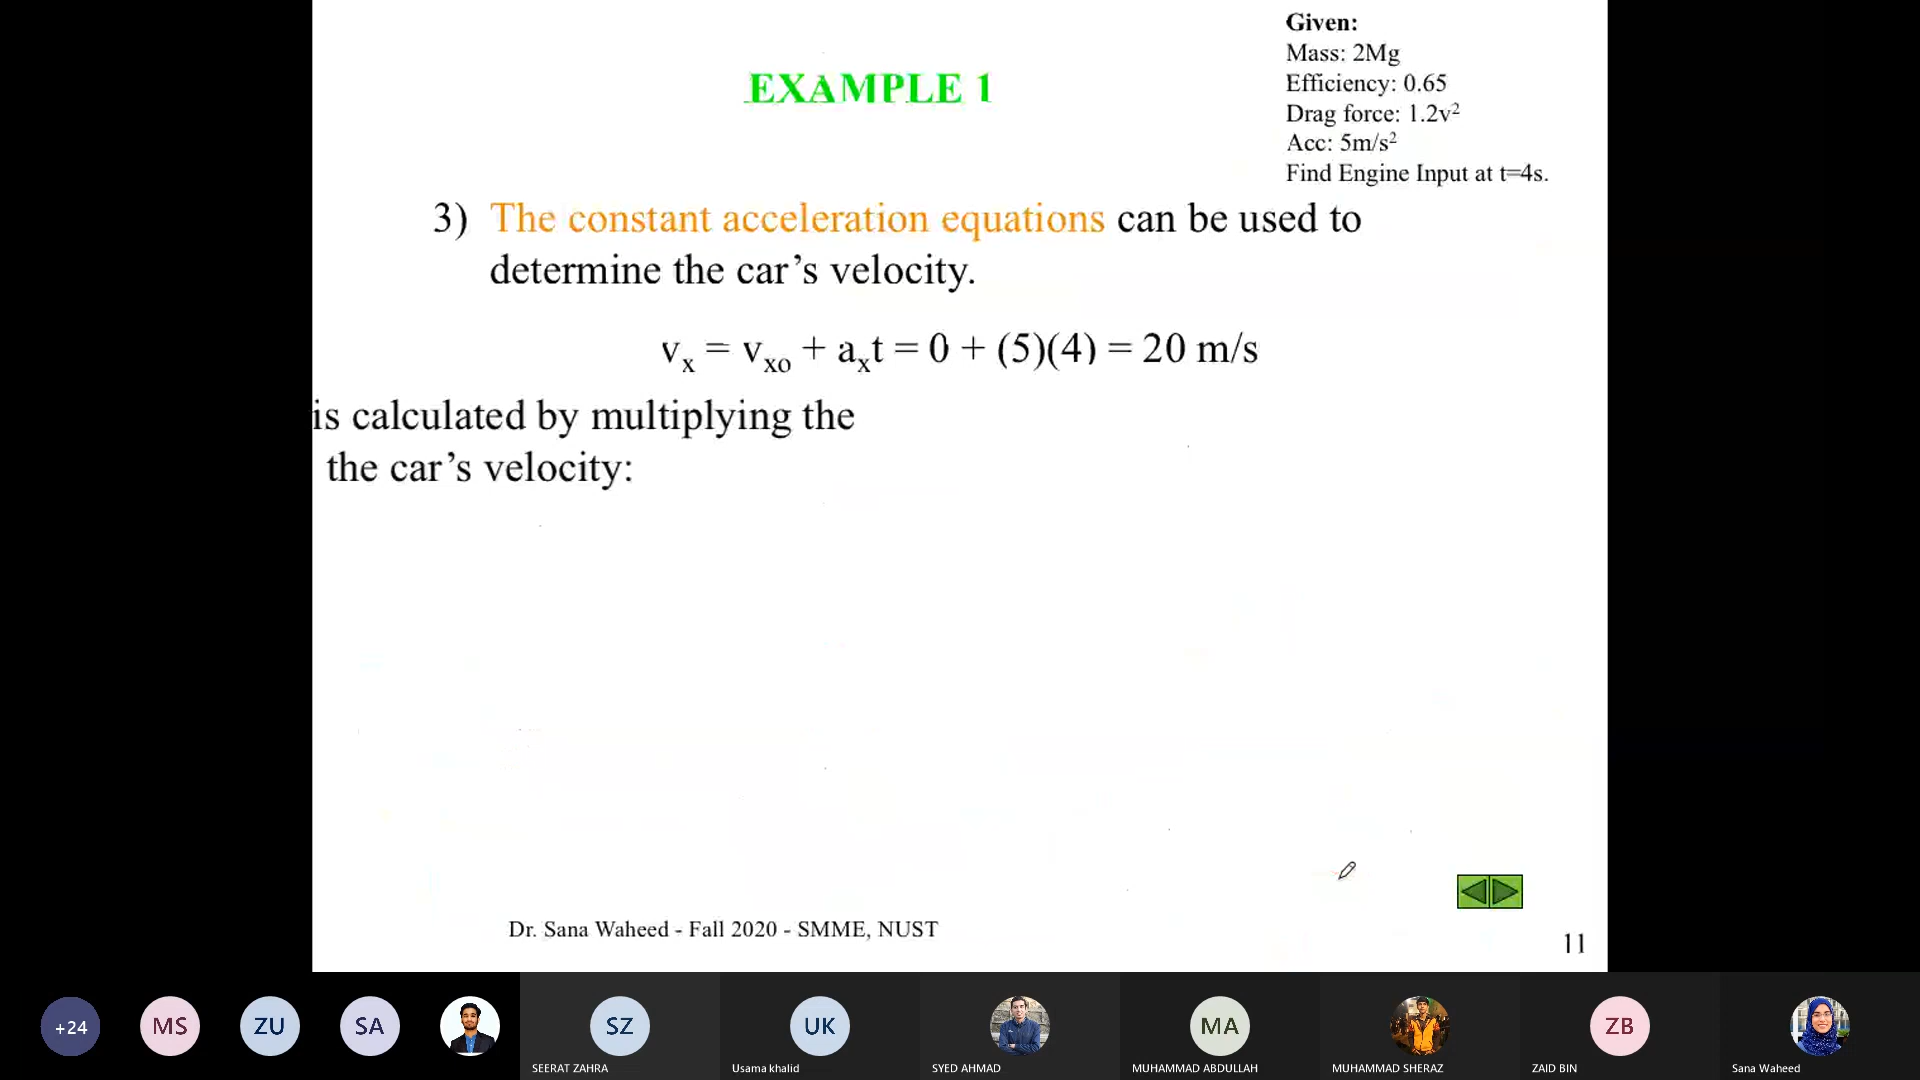 Given:
Mass: 2Mg
Efficiency: 0.65
Drag force: 1.2v²
Acc: 5m/s²
Find Engine Input at t=4s.
EXAMPLE 1
3) The constant acceleration equations can be used to
determine the car’s velocity.
vₓ = vₓₒ + aₓt = 0 + (5)(4) = 20 m/s
is calculated by multiplying the
the car’s velocity:
Dr. Sana Waheed - Fall 2020 - SMME, NUST
11
+24
MS
ZU
SA
SZ
UK
MA
ZB
SEERAT ZAHRA
Usama khalid
SYED AHMAD
MUHAMMAD ABDULLAH
MUHAMMAD SHERAZ
ZAID BIN
Sana Waheed